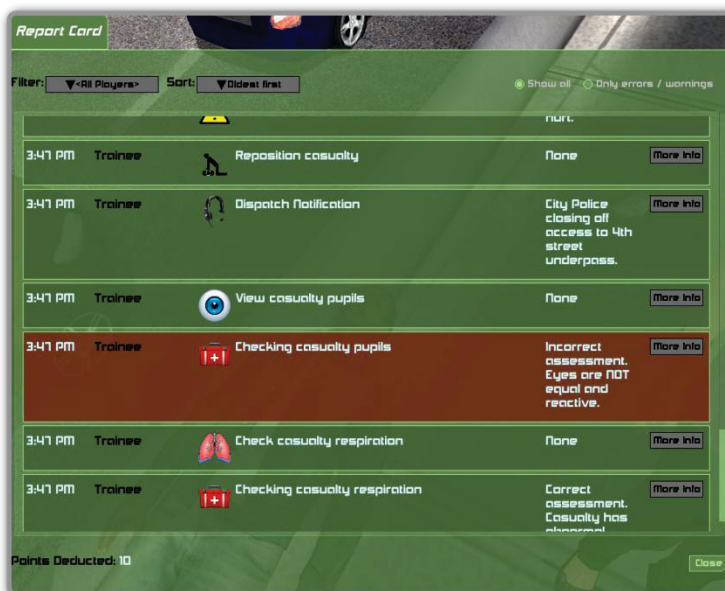 Report Card
Filter: ▼<All Players> Sort: ▼Oldest first Show all Only errors / warnings
hurt.
3:47 PM Trainee Reposition casualty None More Info
3:47 PM Trainee Dispatch Notification City Police More Info
closing off
access to 4th
street
underpass.
3:47 PM Trainee View casualty pupils None More Info
3:47 PM Trainee Checking casualty pupils Incorrect More Info
assessment.
Eyes are NOT
equal and
reactive.
3:47 PM Trainee Check casualty respiration None More Info
3:47 PM Trainee Checking casualty respiration Correct More Info
assessment.
Casualty has
abnormal
Points Deducted: 10 Close